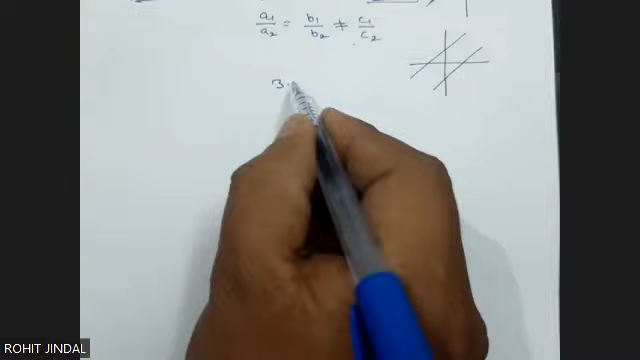 a₁/a₂ = b₁/b₂ ≠ c₁/c₂
3.
ROHIT JINDAL